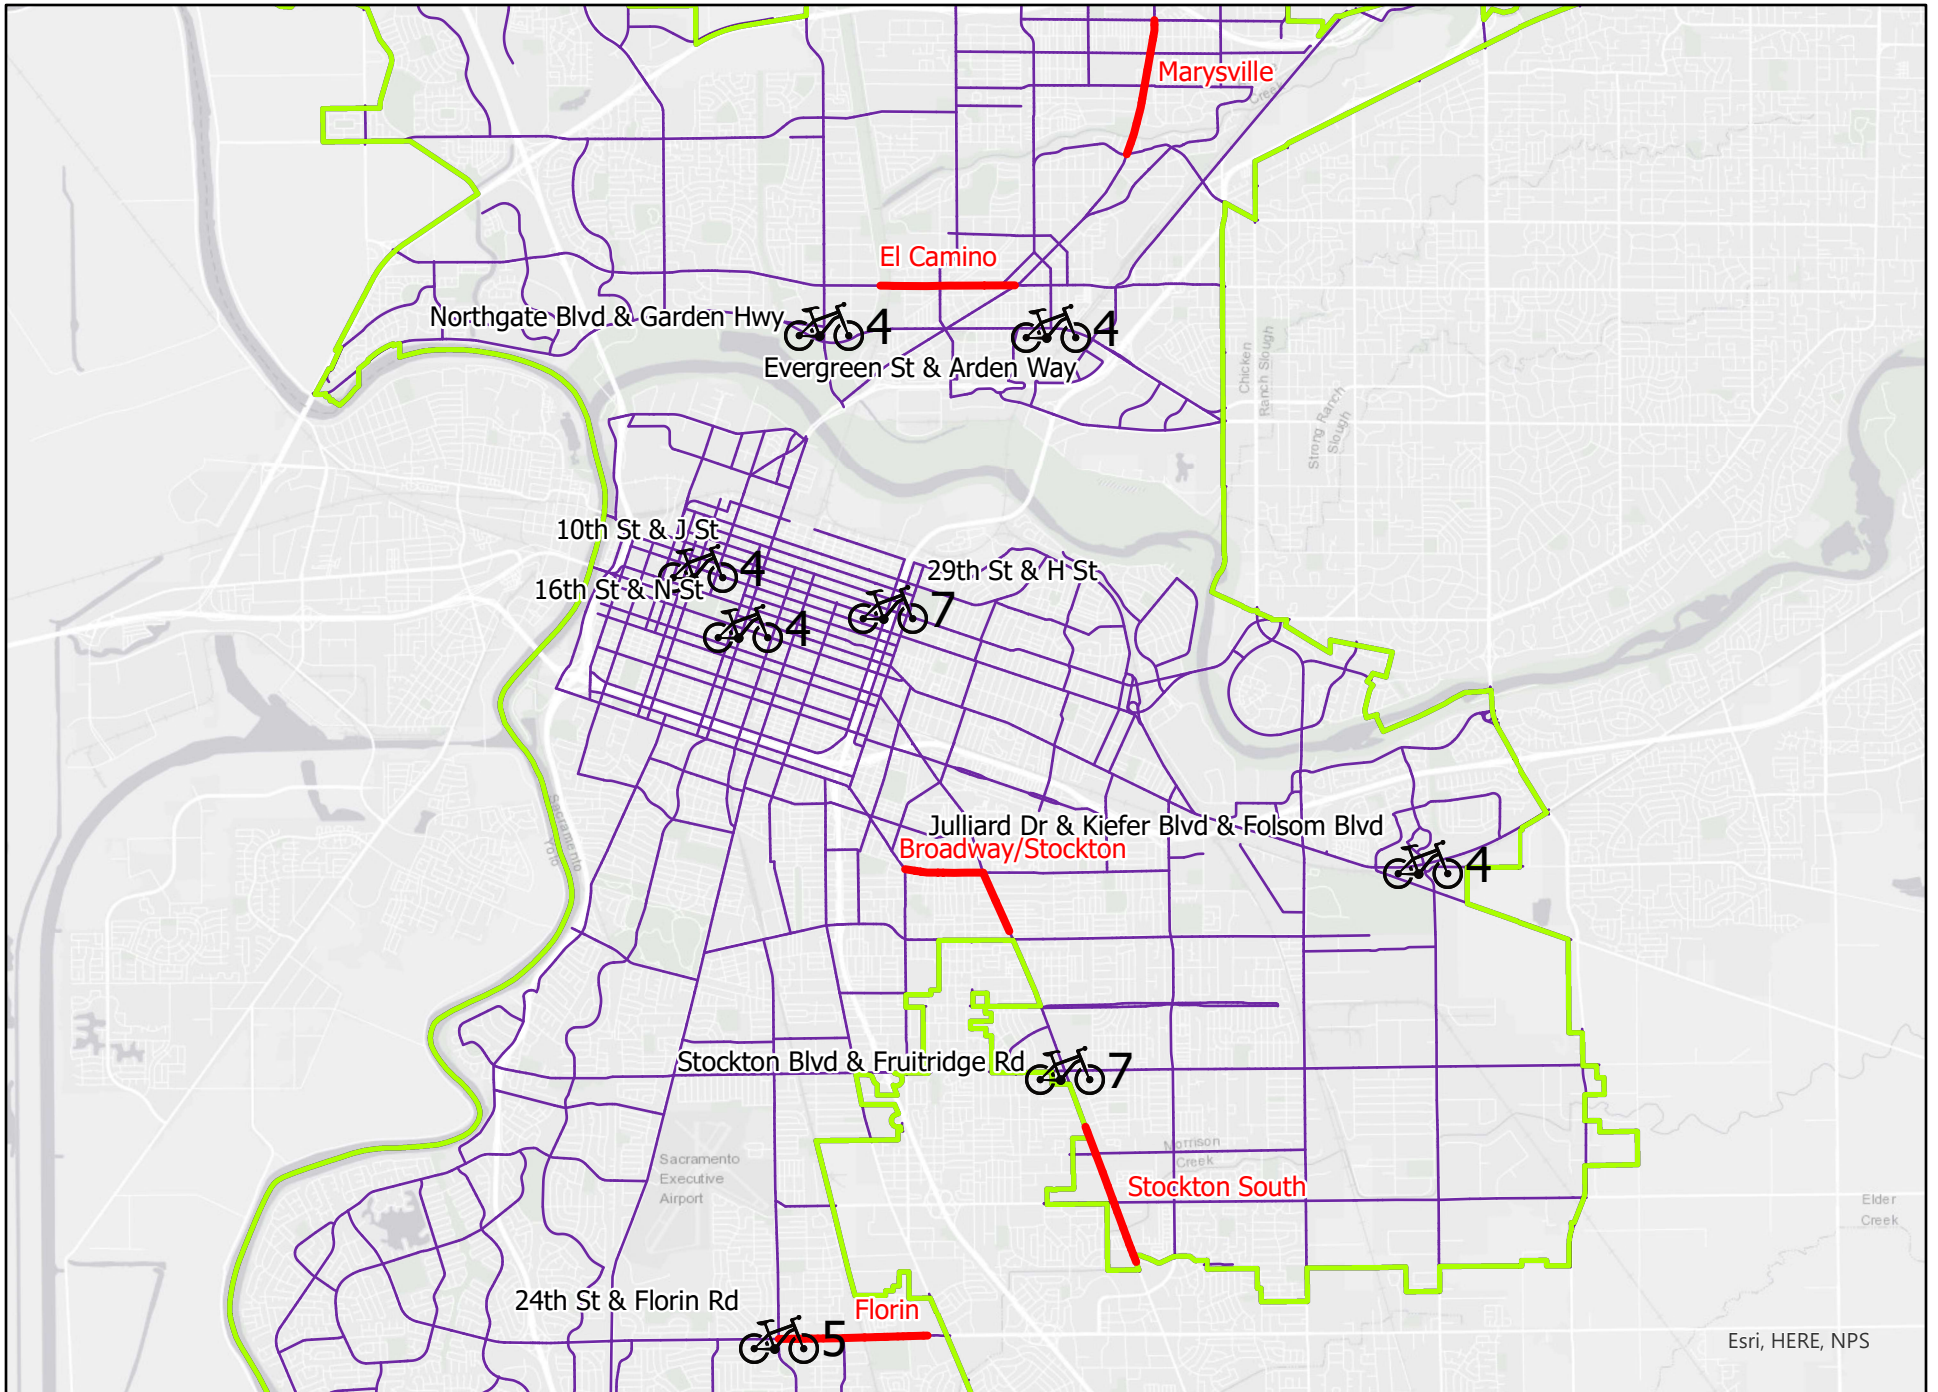 Marysville
Creek
El Camino
Northgate Blvd & Garden Hwy
4
4
Evergreen St & Arden Way
Chicken
Ranch Slough
Strong Ranch
Slough
10th St & J St
4
29th St & H St
7
16th St & N St
4
Sacramento
Yolo
Julliard Dr & Kiefer Blvd & Folsom Blvd
Broadway/Stockton
4
Stockton Blvd & Fruitridge Rd
7
Morrison
Creek
Sacramento
Executive
Airport
Stockton South
Elder
Creek
24th St & Florin Rd
Florin
5
Esri, HERE, NPS